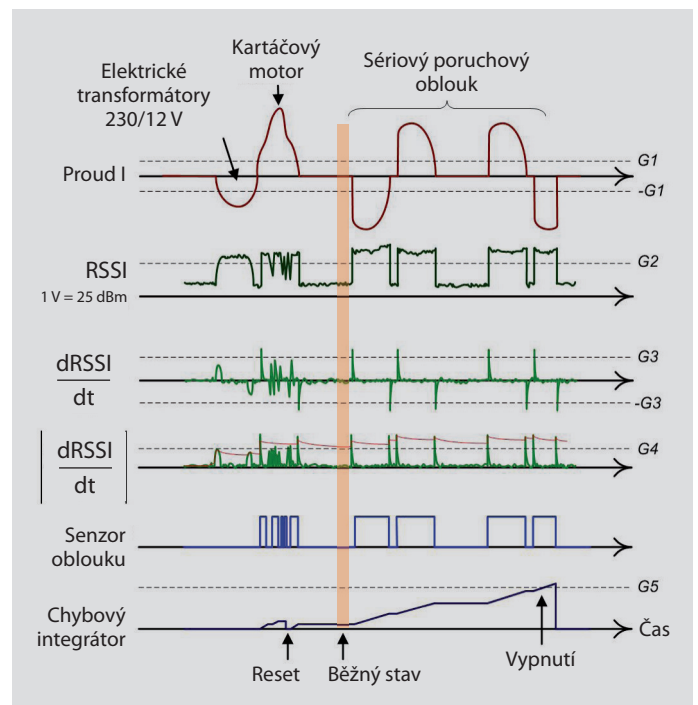 Kartáčový
motor
Elektrické
transformátory
230/12 V
Sériový poruchový
oblouk
Proud I
G1
-G1
RSSI
1 V = 25 dBm
G2
dRSSI
dt
G3
-G3
dRSSI
dt
G4
Senzor
oblouku
Chybový
integrátor
G5
Čas
Reset
Běžný stav
Vypnutí